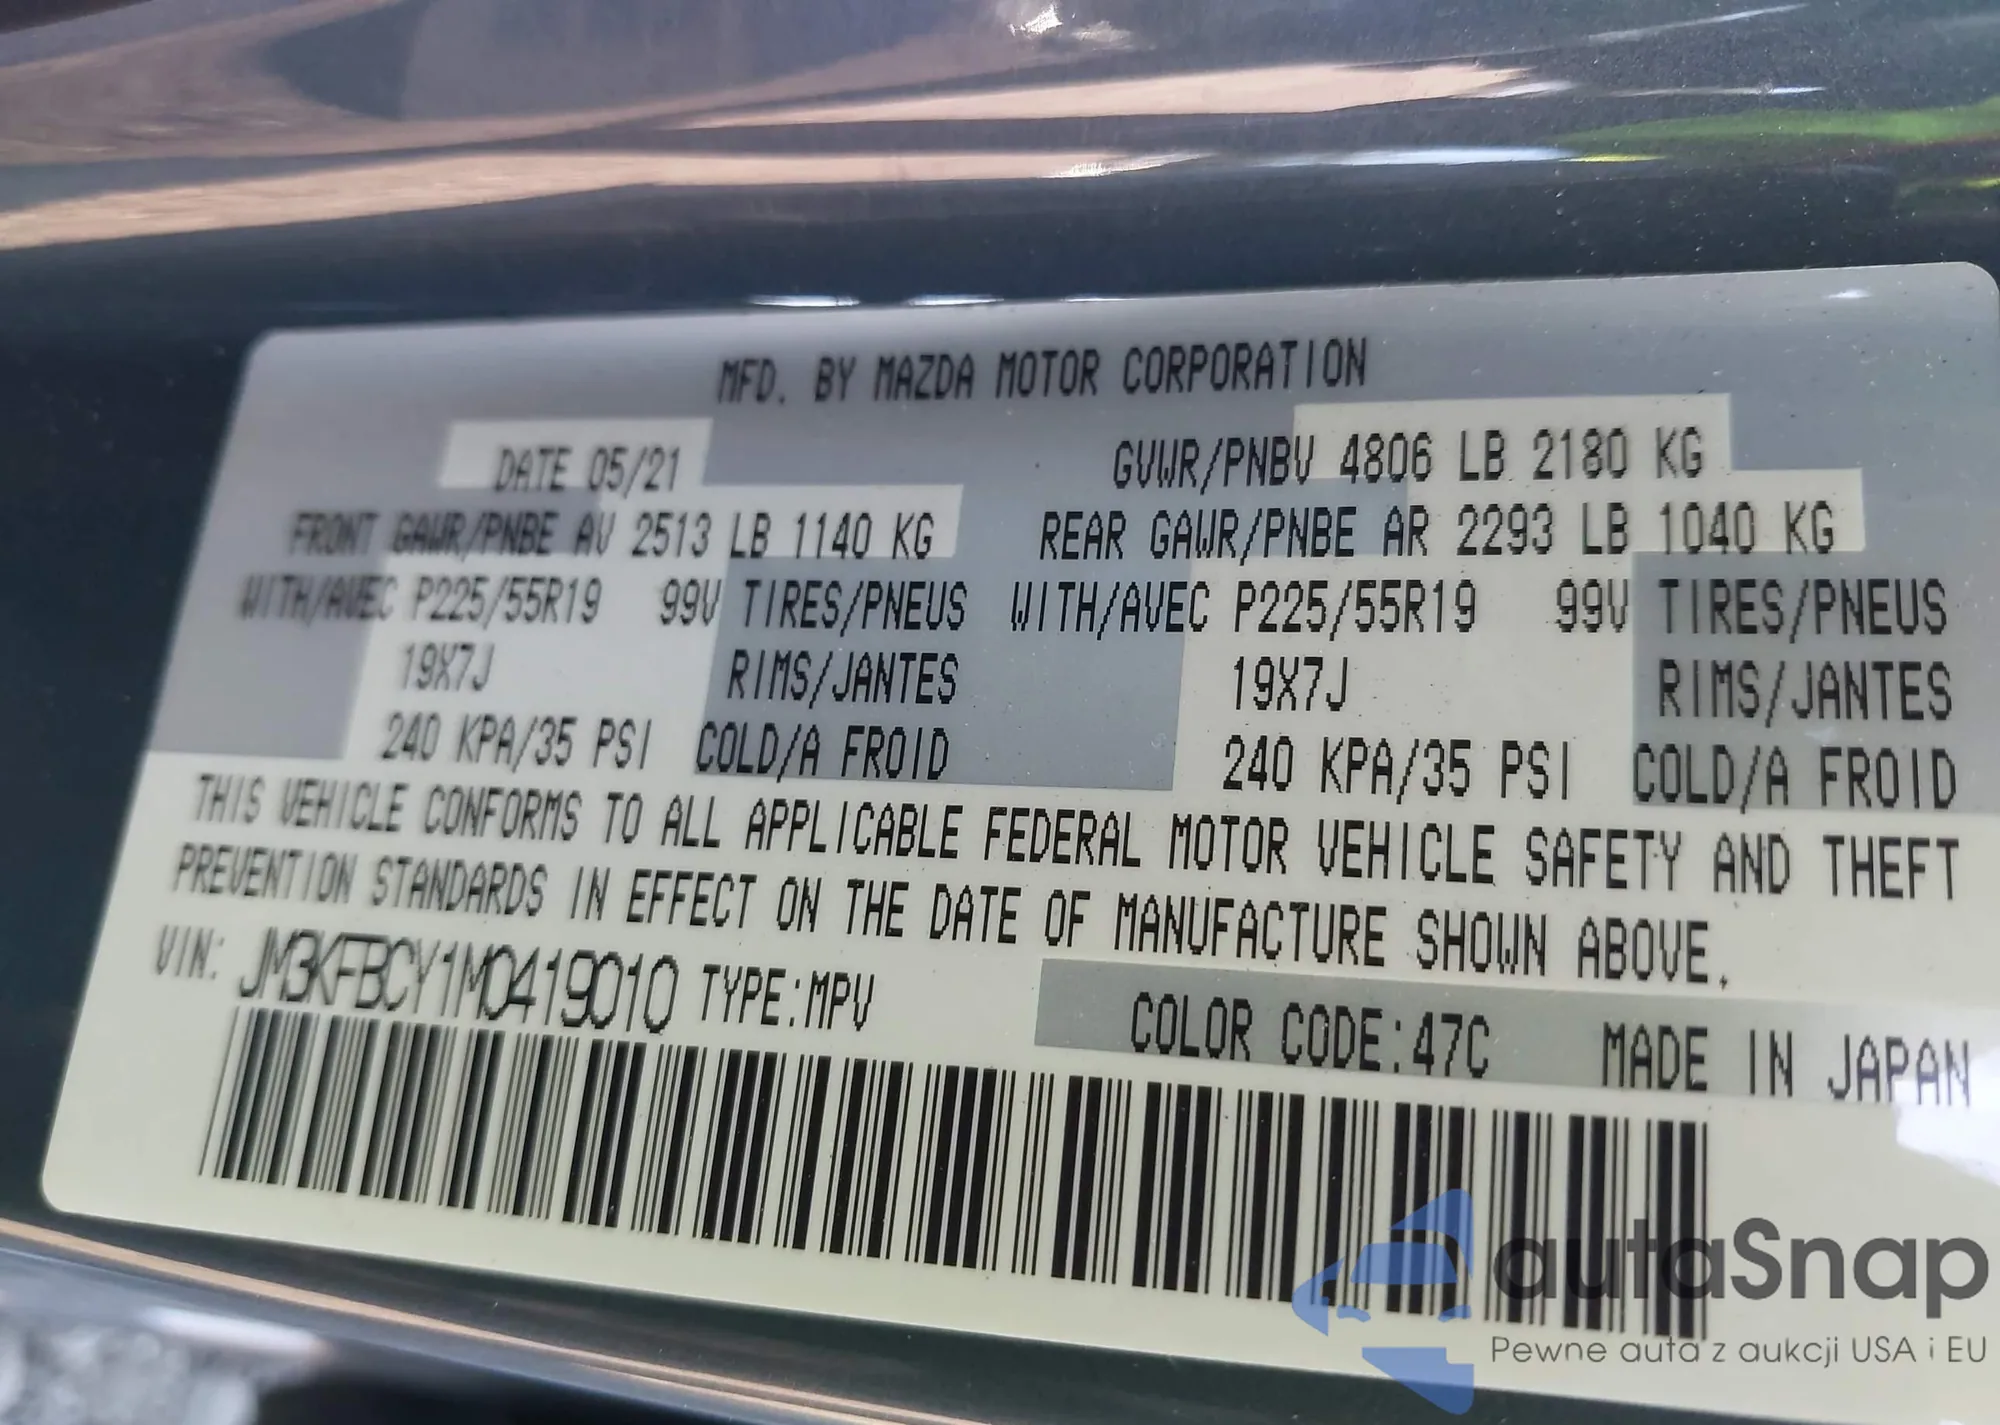 MFD. BY MAZDA MOTOR CORPORATION
DATE 05/21 GVWR/PNBV 4806 LB 2180 KG
FRONT GAWR/PNBE AV 2513 LB 1140 KG REAR GAWR/PNBE AR 2293 LB 1040 KG
WITH/AVEC P225/55R19 99V TIRES/PNEUS WITH/AVEC P225/55R19 99V TIRES/PNEUS
19X7J RIMS/JANTES 19X7J RIMS/JANTES
240 KPA/35 PSI COLD/A FROID 240 KPA/35 PSI COLD/A FROID
THIS VEHICLE CONFORMS TO ALL APPLICABLE FEDERAL MOTOR VEHICLE SAFETY AND THEFT
PREVENTION STANDARDS IN EFFECT ON THE DATE OF MANUFACTURE SHOWN ABOVE.
VIN: JM3KFBCY1M0419010 TYPE:MPV
COLOR CODE:47C MADE IN JAPAN
autaSnap
Pewne auta z aukcji USA i EU